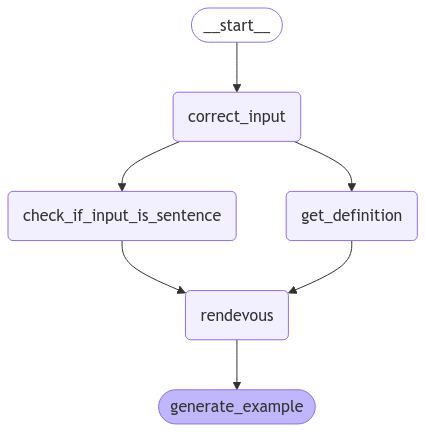 __start__
correct_input
check_if_input_is_sentence
get_definition
rendevous
generate_example